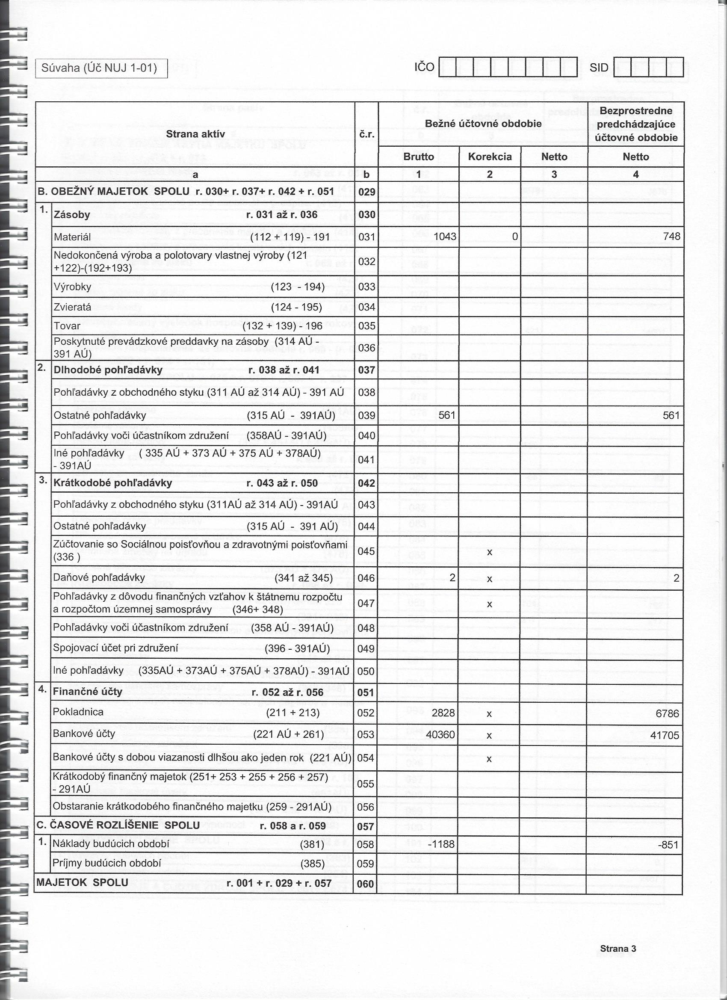 Súvaha (Úč NUJ 1-01) IČO SID
Strana aktív č.r. Bežné účtovné obdobie Bezprostredne
predchádzajúce
účtovné obdobie
Brutto Korekcia Netto Netto
a b 1 2 3 4
B. OBEŽNÝ MAJETOK SPOLU r. 030+ r. 037+ r. 042 + r. 051 029
1. Zásoby r. 031 až r. 036 030
Materiál (112 + 119) - 191 031 1043 0 748
Nedokončená výroba a polotovary vlastnej výroby (121
+122)-(192+193) 032
Výrobky (123 - 194) 033
Zvieratá (124 - 195) 034
Tovar (132 + 139) - 196 035
Poskytnuté prevádzkové preddavky na zásoby (314 AÚ -
391 AÚ) 036
2. Dlhodobé pohľadávky r. 038 až r. 041 037
Pohľadávky z obchodného styku (311 AÚ až 314 AÚ) - 391 AÚ 038
Ostatné pohľadávky (315 AÚ - 391AÚ) 039 561 561
Pohľadávky voči účastníkom združení (358AÚ - 391AÚ) 040
Iné pohľadávky ( 335 AÚ + 373 AÚ + 375 AÚ + 378AÚ)
- 391AÚ 041
3. Krátkodobé pohľadávky r. 043 až r. 050 042
Pohľadávky z obchodného styku (311AÚ až 314 AÚ) - 391AÚ 043
Ostatné pohľadávky (315 AÚ - 391 AÚ) 044
Zúčtovanie so Sociálnou poisťovňou a zdravotnými poisťovňami
(336 ) 045 x
Daňové pohľadávky (341 až 345) 046 2 x 2
Pohľadávky z dôvodu finančných vzťahov k štátnemu rozpočtu
a rozpočtom územnej samosprávy (346+ 348) 047 x
Pohľadávky voči účastníkom združení (358 AÚ - 391AÚ) 048
Spojovací účet pri združení (396 - 391AÚ) 049
Iné pohľadávky (335AÚ + 373AÚ + 375AÚ + 378AÚ) - 391AÚ 050
4. Finančné účty r. 052 až r. 056 051
Pokladnica (211 + 213) 052 2828 x 6786
Bankové účty (221 AÚ + 261) 053 40360 x 41705
Bankové účty s dobou viazanosti dlhšou ako jeden rok (221 AÚ) 054 x
Krátkodobý finančný majetok (251+ 253 + 255 + 256 + 257)
- 291AÚ 055
Obstaranie krátkodobého finančného majetku (259 - 291AÚ) 056
C. ČASOVÉ ROZLÍŠENIE SPOLU r. 058 a r. 059 057
1. Náklady budúcich období (381) 058 -1188 -851
Príjmy budúcich období (385) 059
MAJETOK SPOLU r. 001 + r. 029 + r. 057 060
Strana 3